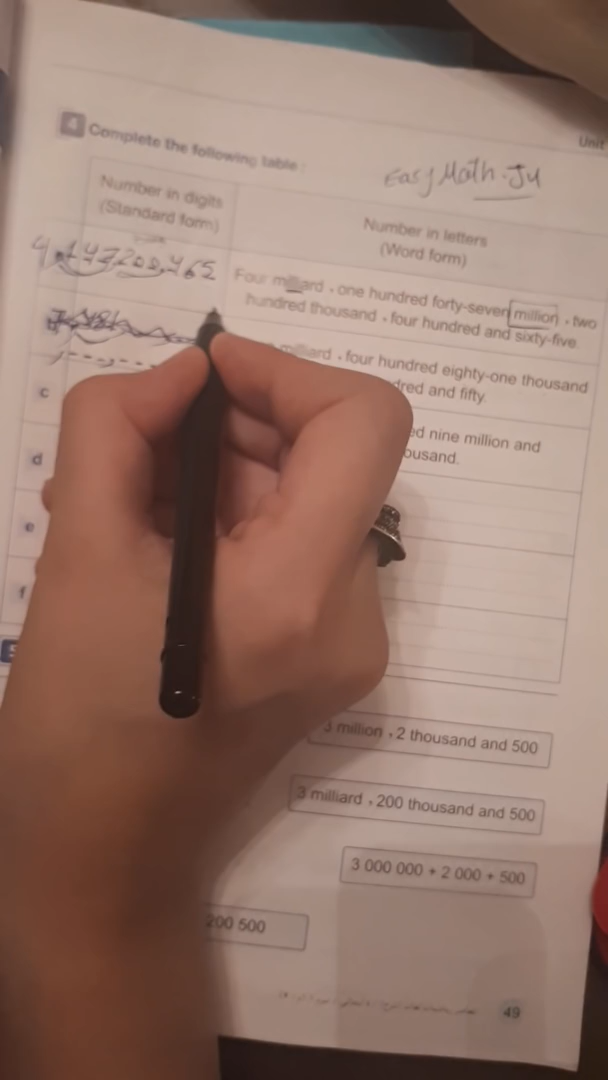 Unit
4 Complete the following table :
Easy Math.Ju
Number in digits
(Standard form)
Number in letters
(Word form)
4,147,200,465
Four milliard , one hundred forty-seven million , two
hundred thousand , four hundred and sixty-five.
milliard , four hundred eighty-one thousand
and fifty.
c
nine million and
d
e
f
3 million , 2 thousand and 500
3 milliard , 200 thousand and 500
3 000 000 + 2 000 + 500
200 500
49